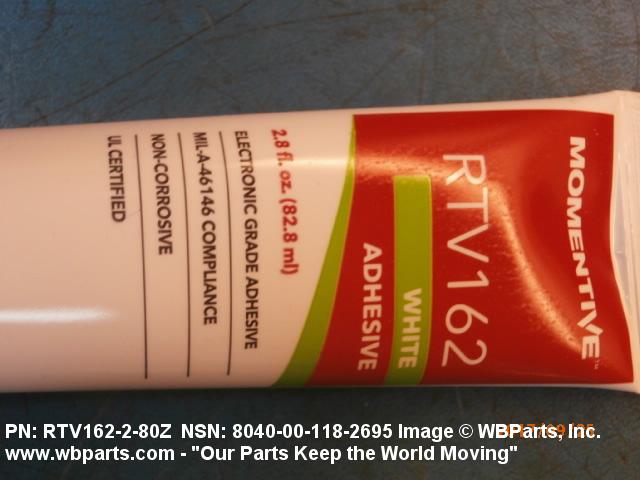 MOMENTIVE™
RTV162
WHITE
ADHESIVE
2.8 fl. oz. (82.8 ml)
ELECTRONIC GRADE ADHESIVE
MIL-A-46146 COMPLIANCE
NON-CORROSIVE
UL CERTIFIED
PN: RTV162-2-80Z NSN: 8040-00-118-2695 Image © WBParts, Inc.
www.wbparts.com - "Our Parts Keep the World Moving"